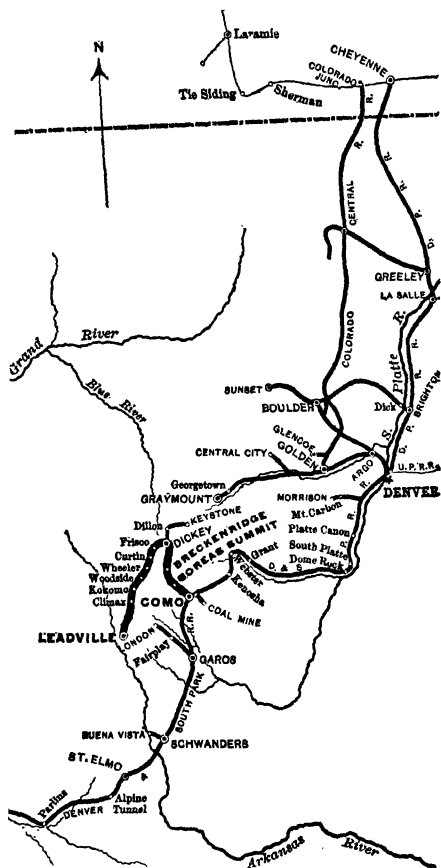 Laramie
CHEYENNE
COLORADO
JUNC.
N
R.
Tie Siding
Sherman
R.
R.
R.
CENTRAL
P.
D.
GREELEY
LA SALLE
R.
R.
COLORADO
Platte
R.
BRIGHTON
Grand
River
Blue
River
SUNSET
BOULDER
Dick
P.
S.
D.
GLENCOE
GOLDEN
CENTRAL CITY
ARGO
U.P. R.Rs
DENVER
Georgetown
GRAYMOUNT
R.
MORRISON
Mt. Carbon
R.
Dillon
KEYSTONE
Platte Canon
Frisco
DICKEY
BRECKENRIDGE
BOREAS SUMMIT
Curtin
Wheeler
Woodside
Kokomo
Climax
Grant
Webster
Kenosha
South Platte
P.
Dome Rock
D. & S.
COMO
COAL MINE
LEADVILLE
R.R.
LONDON
Fairplay
GAROS
SOUTH PARK
BUENA VISTA
SCHWANDERS
ST. ELMO
&
Parlins
DENVER
Alpine
Tunnel
Arkansas
River